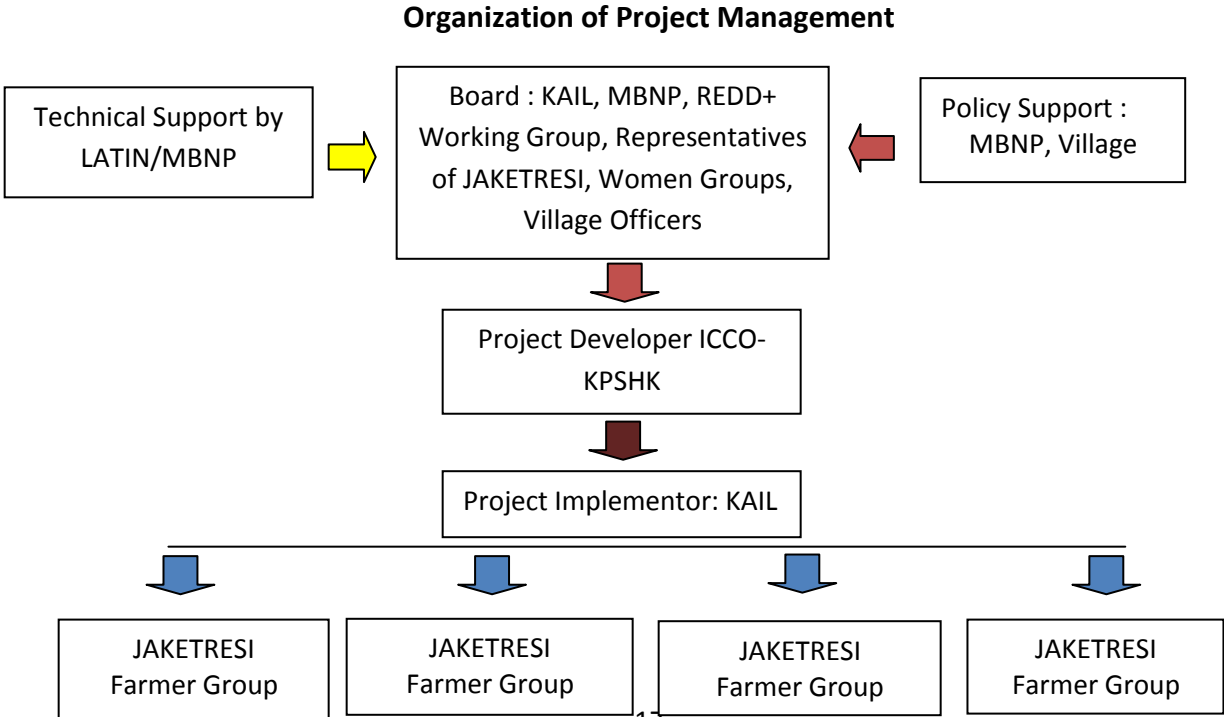 Organization of Project Management
Technical Support by
LATIN/MBNP
Board : KAIL, MBNP, REDD+
Working Group, Representatives
of JAKETRESI, Women Groups,
Village Officers
Policy Support :
MBNP, Village
Project Developer ICCO-
KPSHK
Project Implementor: KAIL
JAKETRESI
Farmer Group
JAKETRESI
Farmer Group
JAKETRESI
Farmer Group
JAKETRESI
Farmer Group